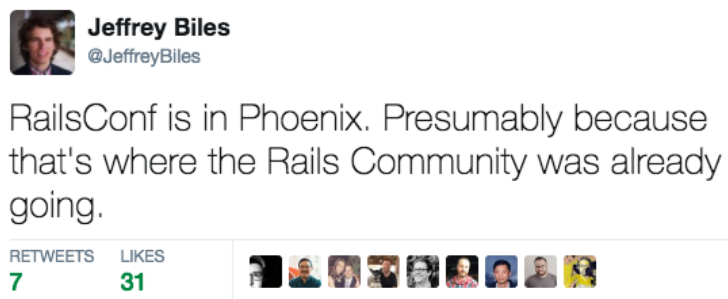 Jeffrey Biles
@JeffreyBiles
RailsConf is in Phoenix. Presumably because
that's where the Rails Community was already
going.
RETWEETS LIKES
7 31